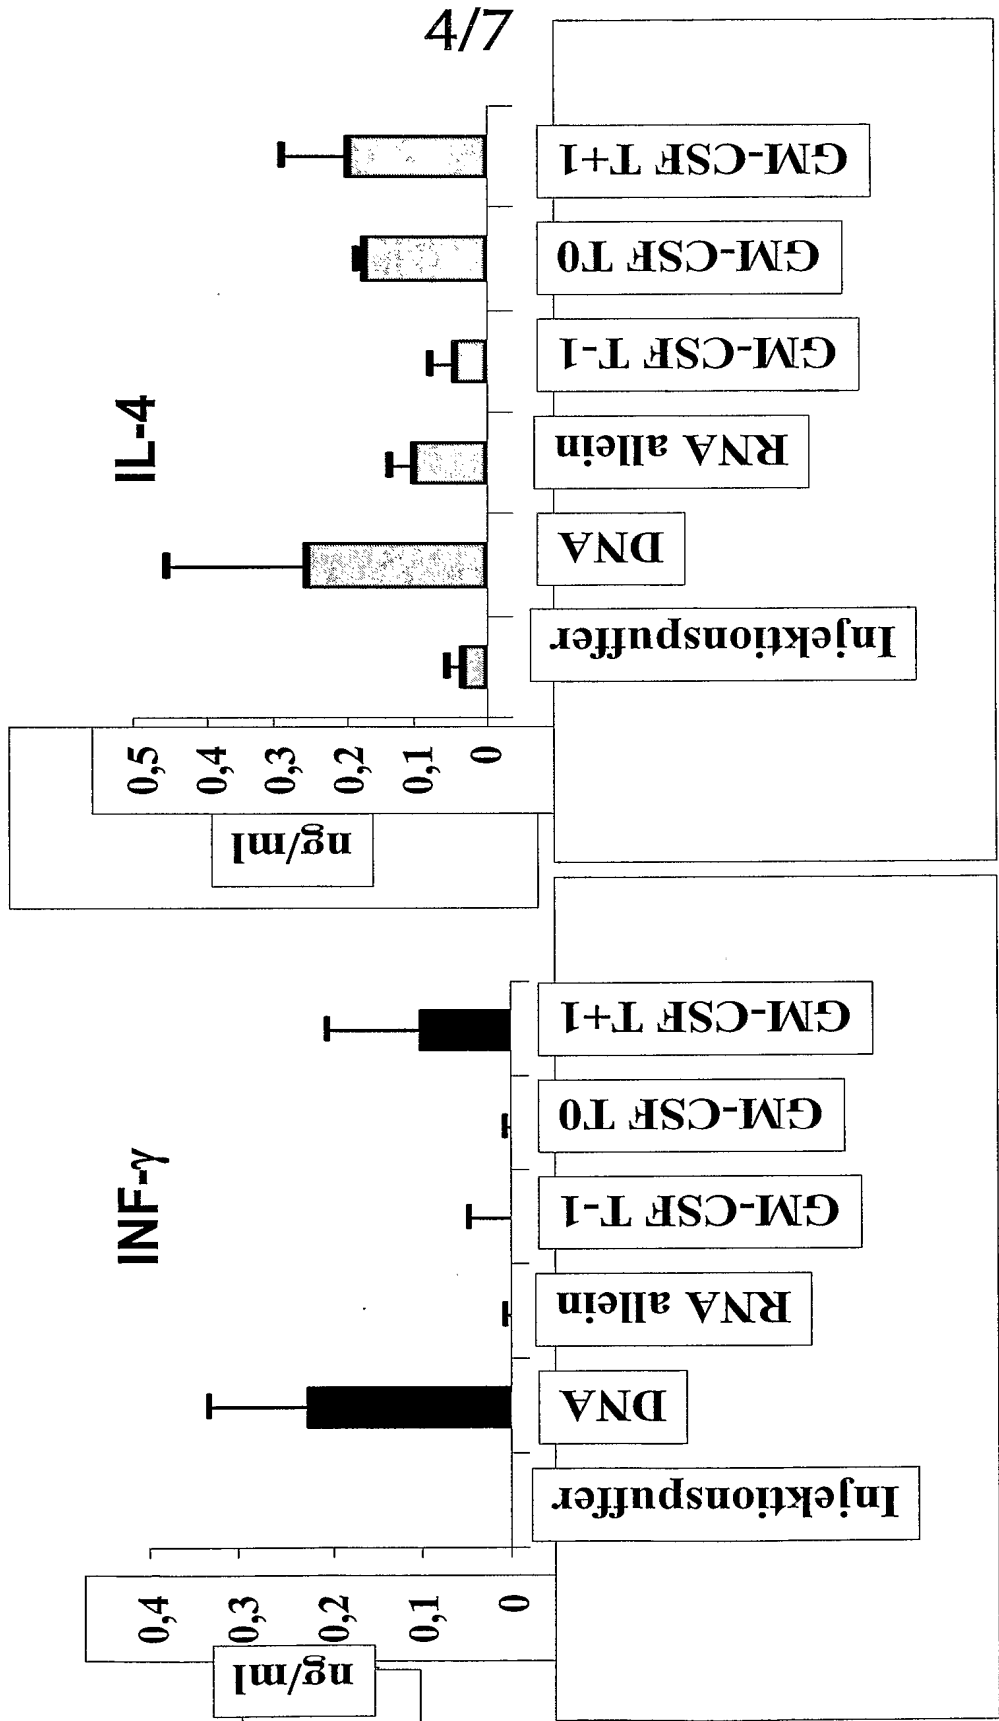 4/7
IL-4
ng/ml
0,5
0,4
0,3
0,2
0,1
0
Injektionspuffer
DNA
RNA allein
GM-CSF T-1
GM-CSF T0
GM-CSF T+1
INF-γ
ng/ml
0,4
0,3
0,2
0,1
0
Injektionspuffer
DNA
RNA allein
GM-CSF T-1
GM-CSF T0
GM-CSF T+1